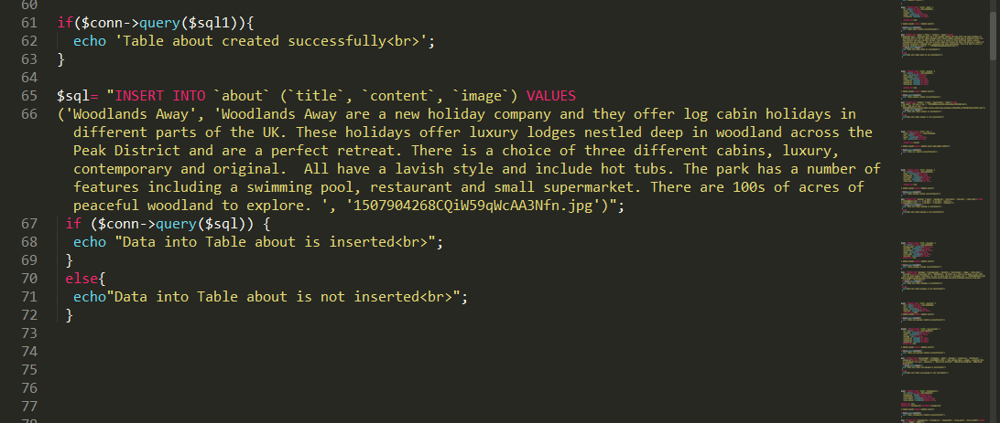 60
61 if($conn->query($sql1)){
62 echo 'Table about created successfully<br>';
63 }
64
65 $sql= "INSERT INTO `about` (`title`, `content`, `image`) VALUES
66 ('Woodlands Away', 'Woodlands Away are a new holiday company and they offer log cabin holidays in
different parts of the UK. These holidays offer luxury lodges nestled deep in woodland across the
Peak District and are a perfect retreat. There is a choice of three different cabins, luxury,
contemporary and original.  All have a lavish style and include hot tubs. The park has a number of
features including a swimming pool, restaurant and small supermarket. There are 100s of acres of
peaceful woodland to explore. ', '1507904268CQiW59qWcAA3Nfn.jpg')";
67 if ($conn->query($sql)) {
68 echo "Data into Table about is inserted<br>";
69 }
70 else{
71 echo"Data into Table about is not inserted<br>";
72 }
73
74
75
76
77
78